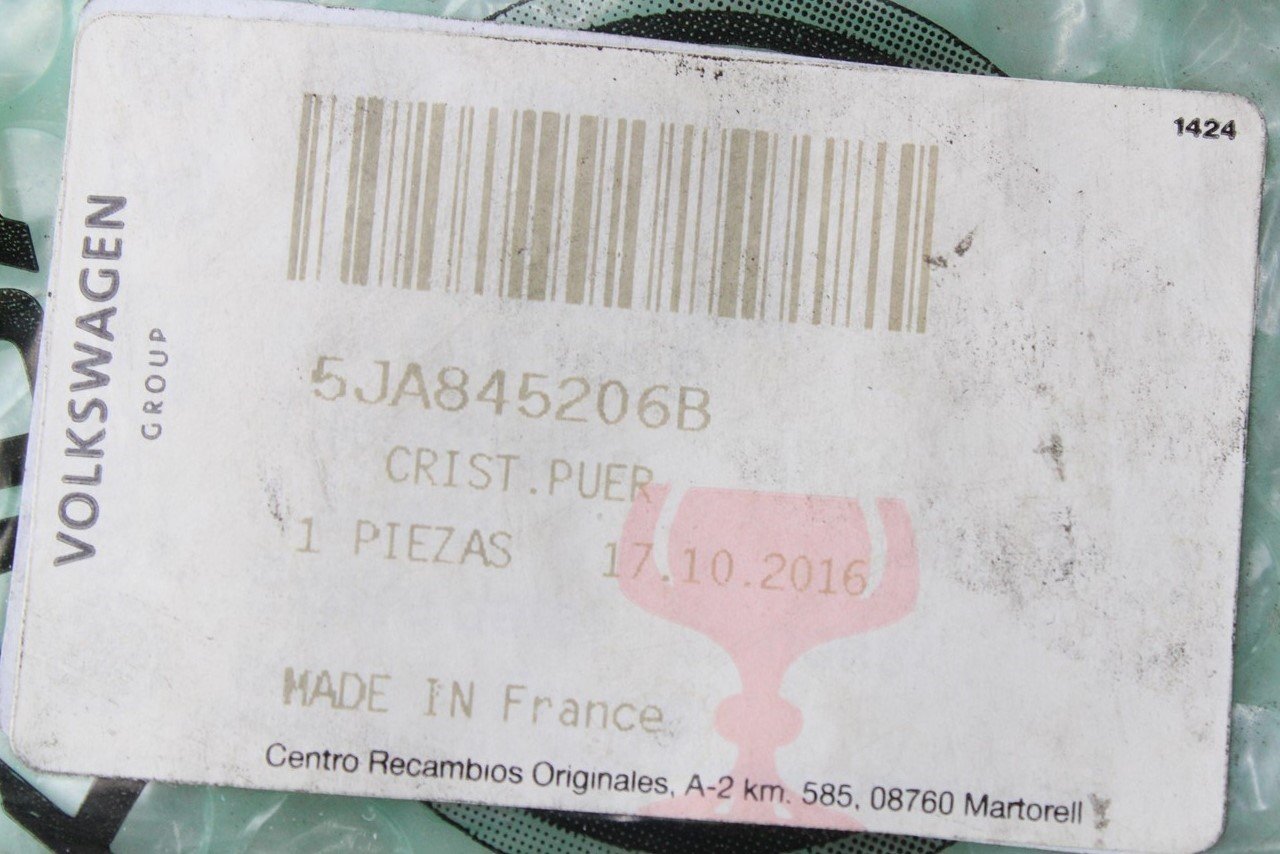 1424
VOLKSWAGEN
GROUP
5JA845206B
CRIST.PUER
1 PIEZAS 17.10.2016
MADE IN France
Centro Recambios Originales, A-2 km. 585, 08760 Martorell